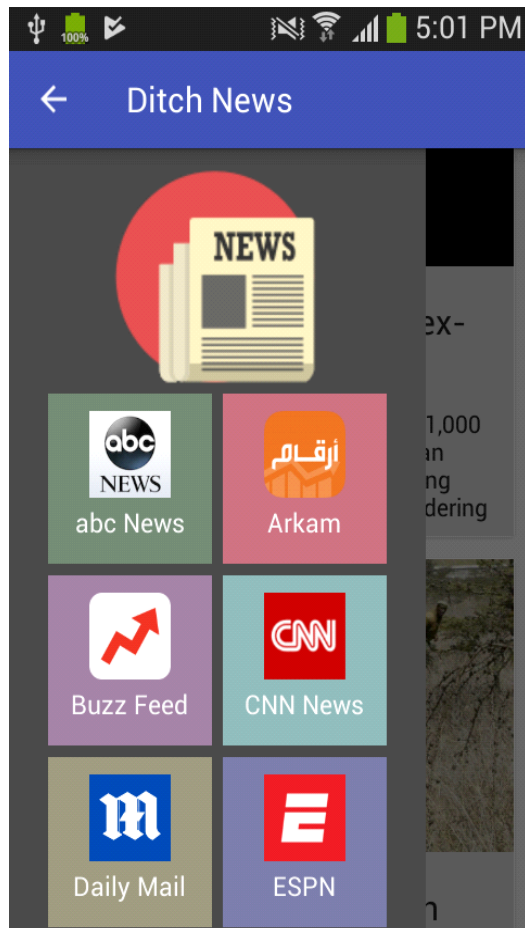 100%
5:01 PM
Ditch News
NEWS
ex-
1,000
an
ng
dering
abc
NEWS
abc News
أرقام
Arkam
Buzz Feed
CNN
CNN News
Daily Mail
E
ESPN
n